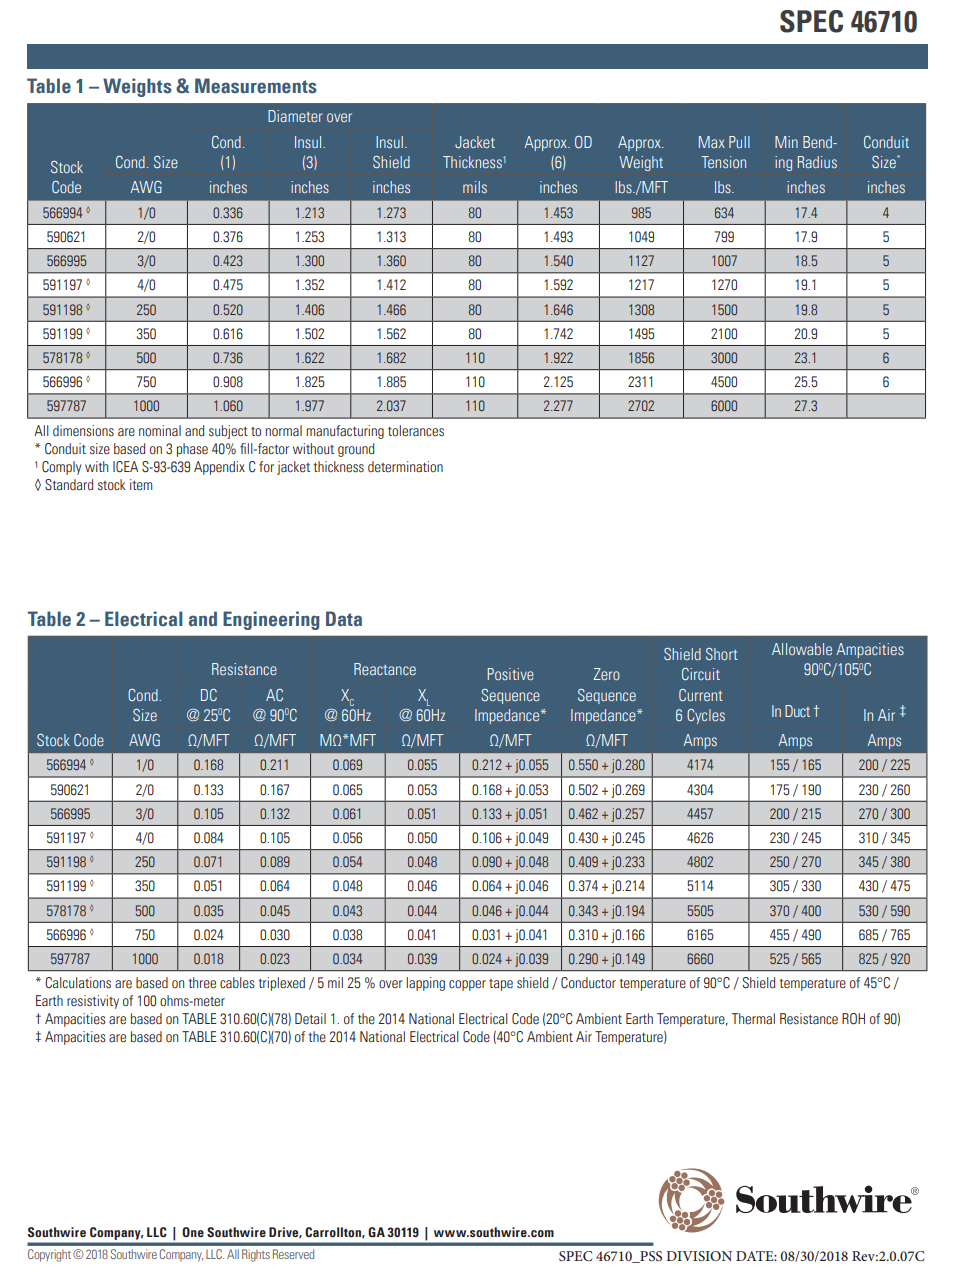 SPEC 46710
Table 1 – Weights & Measurements
Diameter over
Stock Code Cond. Size Cond. (1) Insul. (3) Insul. Shield Jacket Thickness¹ Approx. OD (6) Approx. Weight Max Pull Tension Min Bending Radius Conduit Size*
AWG inches inches inches mils inches lbs./MFT lbs. inches inches
566994 ◊ 1/0 0.336 1.213 1.273 80 1.453 985 634 17.4 4
590621 2/0 0.376 1.253 1.313 80 1.493 1049 799 17.9 5
566995 3/0 0.423 1.300 1.360 80 1.540 1127 1007 18.5 5
591197 ◊ 4/0 0.475 1.352 1.412 80 1.592 1217 1270 19.1 5
591198 ◊ 250 0.520 1.406 1.466 80 1.646 1308 1500 19.8 5
591199 ◊ 350 0.616 1.502 1.562 80 1.742 1495 2100 20.9 5
578178 ◊ 500 0.736 1.622 1.682 110 1.922 1856 3000 23.1 6
566996 ◊ 750 0.908 1.825 1.885 110 2.125 2311 4500 25.5 6
597787 1000 1.060 1.977 2.037 110 2.277 2702 6000 27.3
All dimensions are nominal and subject to normal manufacturing tolerances
* Conduit size based on 3 phase 40% fill-factor without ground
¹ Comply with ICEA S-93-639 Appendix C for jacket thickness determination
◊ Standard stock item
Table 2 – Electrical and Engineering Data
Resistance Reactance Allowable Ampacities 90⁰C/105⁰C
Stock Code Cond. Size DC @ 25⁰C AC @ 90⁰C XC @ 60Hz XL @ 60Hz Positive Sequence Impedance* Zero Sequence Impedance* Shield Short Circuit Current 6 Cycles In Duct † In Air ‡
AWG Ω/MFT Ω/MFT MΩ*MFT Ω/MFT Ω/MFT Ω/MFT Amps Amps Amps
566994 ◊ 1/0 0.168 0.211 0.069 0.055 0.212 + j0.055 0.550 + j0.280 4174 155 / 165 200 / 225
590621 2/0 0.133 0.167 0.065 0.053 0.168 + j0.053 0.502 + j0.269 4304 175 / 190 230 / 260
566995 3/0 0.105 0.132 0.061 0.051 0.133 + j0.051 0.462 + j0.257 4457 200 / 215 270 / 300
591197 ◊ 4/0 0.084 0.105 0.056 0.050 0.106 + j0.049 0.430 + j0.245 4626 230 / 245 310 / 345
591198 ◊ 250 0.071 0.089 0.054 0.048 0.090 + j0.048 0.409 + j0.233 4802 250 / 270 345 / 380
591199 ◊ 350 0.051 0.064 0.048 0.046 0.064 + j0.046 0.374 + j0.214 5114 305 / 330 430 / 475
578178 ◊ 500 0.035 0.045 0.043 0.044 0.046 + j0.044 0.343 + j0.194 5505 370 / 400 530 / 590
566996 ◊ 750 0.024 0.030 0.038 0.041 0.031 + j0.041 0.310 + j0.166 6165 455 / 490 685 / 765
597787 1000 0.018 0.023 0.034 0.039 0.024 + j0.039 0.290 + j0.149 6660 525 / 565 825 / 920
* Calculations are based on three cables triplexed / 5 mil 25 % over lapping copper tape shield / Conductor temperature of 90°C / Shield temperature of 45°C /
Earth resistivity of 100 ohms-meter
† Ampacities are based on TABLE 310.60(C)(78) Detail 1. of the 2014 National Electrical Code (20°C Ambient Earth Temperature, Thermal Resistance ROH of 90)
‡ Ampacities are based on TABLE 310.60(C)(70) of the 2014 National Electrical Code (40°C Ambient Air Temperature)
Southwire®
Southwire Company, LLC | One Southwire Drive, Carrollton, GA 30119 | www.southwire.com
Copyright © 2018 Southwire Company, LLC. All Rights Reserved
SPEC 46710_PSS DIVISION DATE: 08/30/2018 Rev:2.0.07C